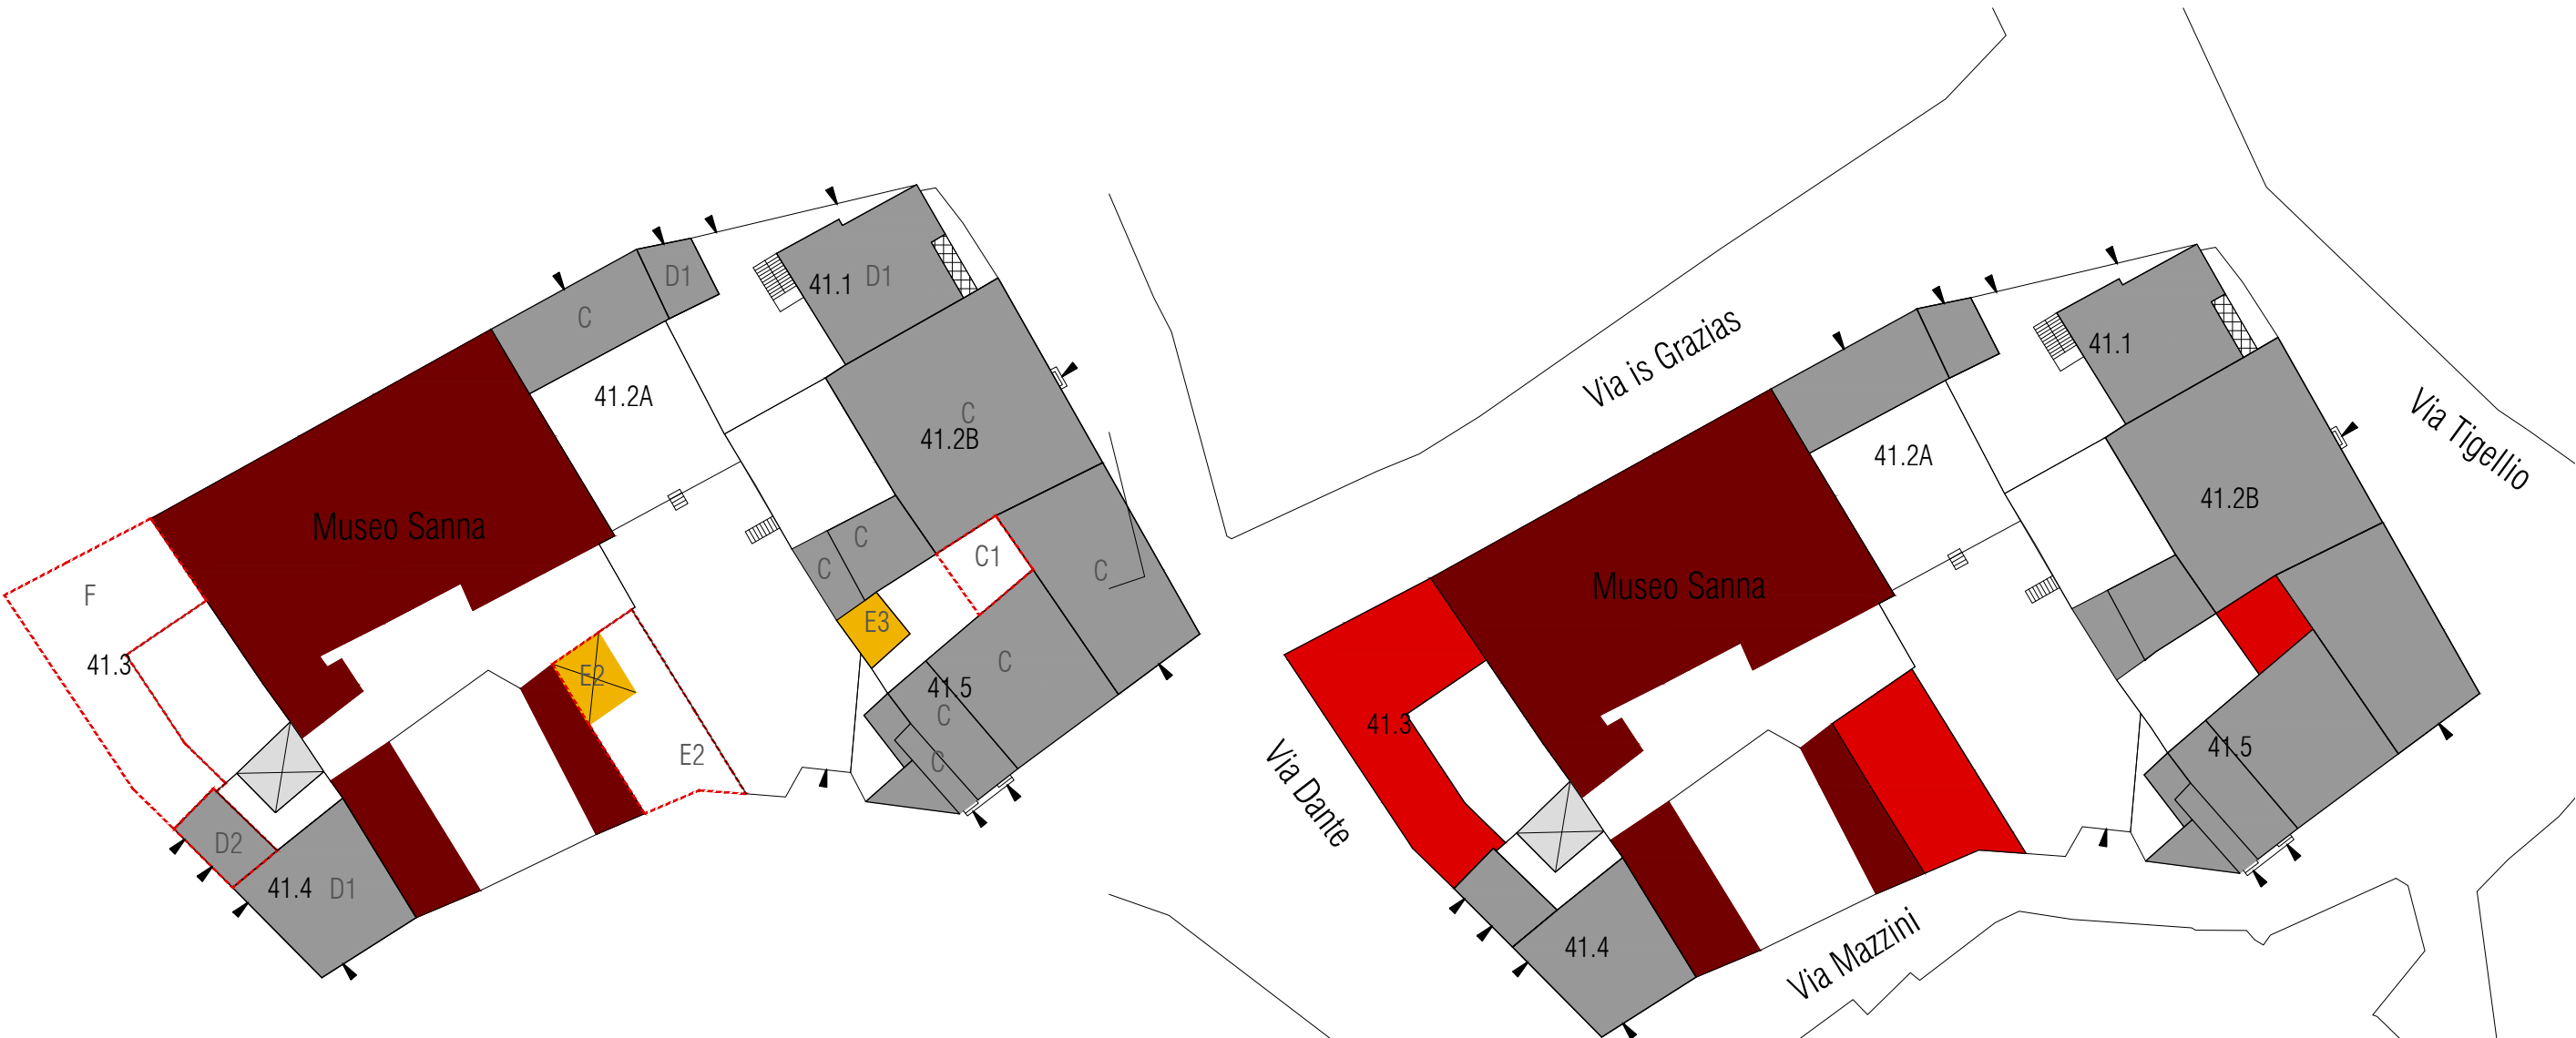 D1
41.1 D1
C
41.2A
C
41.2B
Museo Sanna
C
C
C1
C
F
E3
41.3
E2
C
41.5
C
E2
C
D2
41.4 D1
Via is Grazias
41.1
Via Tigellio
41.2A
41.2B
Museo Sanna
41.3
Via Dante
41.5
41.4
Via Mazzini